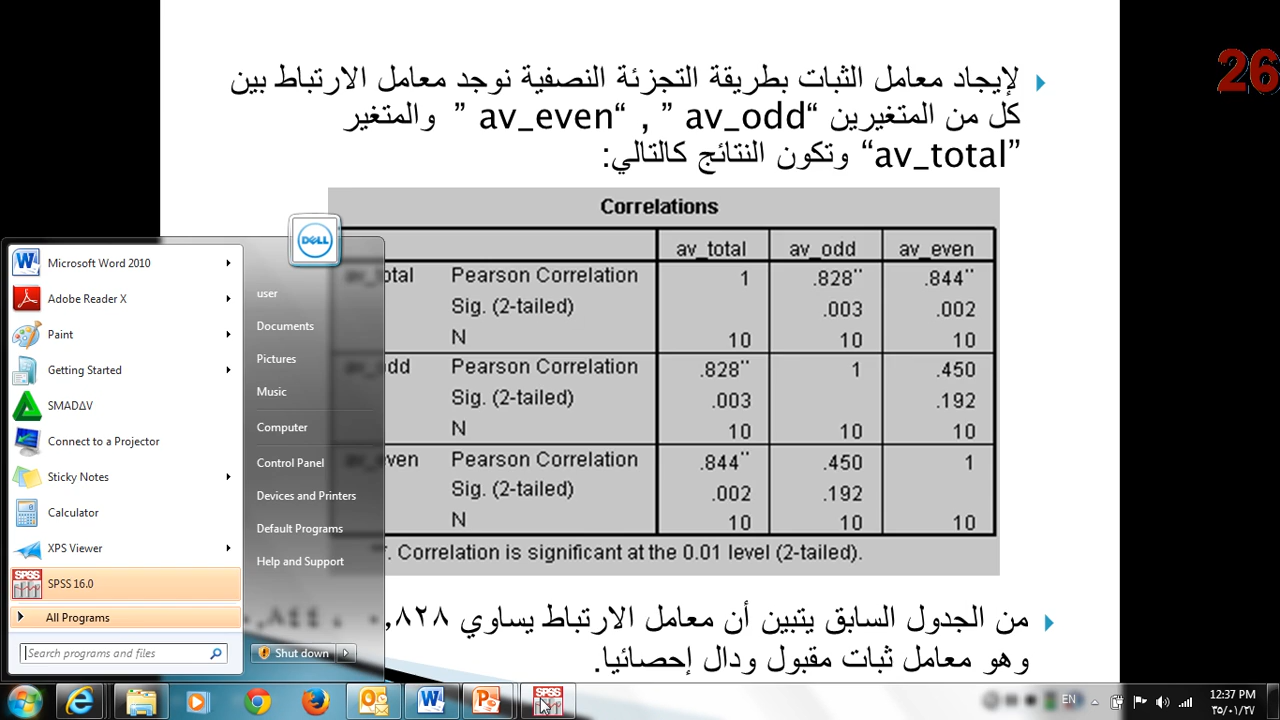 26
لإيجاد معامل الثبات بطريقة التجزئة النصفية نوجد معامل الارتباط بين
كل من المتغيرين “av_odd ” , “av_even ” والمتغير
“av_total” وتكون النتائج كالتالي:
Correlations
av_total av_odd av_even
Pearson Correlation 1 .828** .844**
Sig. (2-tailed) .003 .002
N 10 10 10
Pearson Correlation .828** 1 .450
Sig. (2-tailed) .003 .192
N 10 10 10
Pearson Correlation .844** .450 1
Sig. (2-tailed) .002 .192
N 10 10 10
. Correlation is significant at the 0.01 level (2-tailed).
من الجدول السابق يتبين أن معامل الارتباط يساوي ٠,٨٢٨ ، ٠,٨٤٤
وهو معامل ثبات مقبول ودال إحصائيا.
DELL
Microsoft Word 2010
Adobe Reader X
Paint
Getting Started
SMADΔV
Connect to a Projector
Sticky Notes
Calculator
XPS Viewer
SPSS 16.0
All Programs
Search programs and files
user
Documents
Pictures
Music
Computer
Control Panel
Devices and Printers
Default Programs
Help and Support
Shut down
SPSS
EN
12:37 PM
٣٥/٠١/٢٧